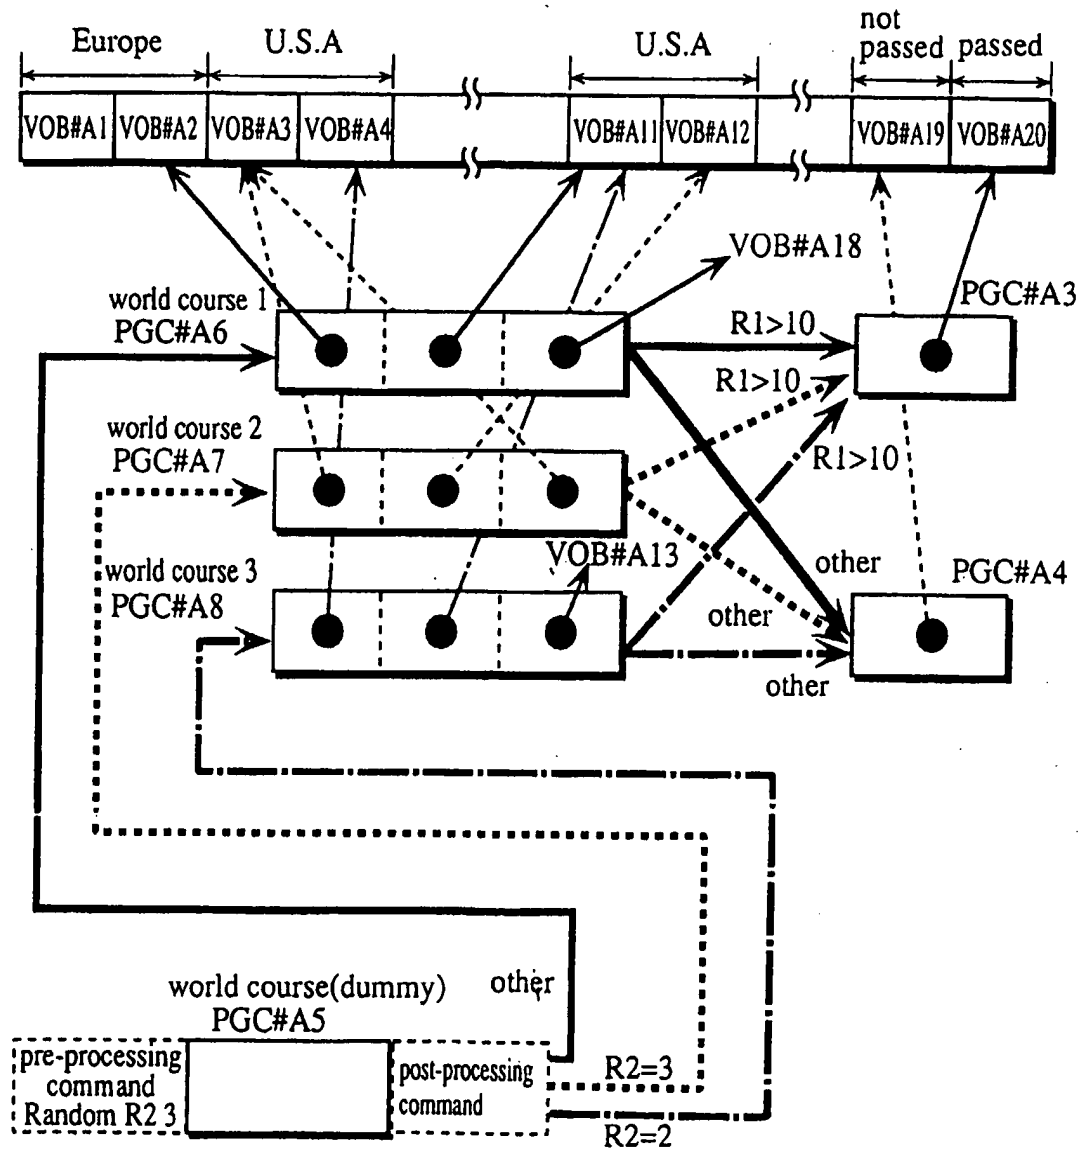 Europe
U.S.A
U.S.A
not
passed
passed
VOB#A1
VOB#A2
VOB#A3
VOB#A4
VOB#A11
VOB#A12
VOB#A19
VOB#A20
VOB#A18
world course 1
PGC#A6
R1>10
PGC#A3
R1>10
world course 2
PGC#A7
R1>10
VOB#A13
world course 3
PGC#A8
other
PGC#A4
other
other
world course(dummy)
PGC#A5
other
pre-processing
command
Random R2 3
post-processing
command
R2=3
R2=2